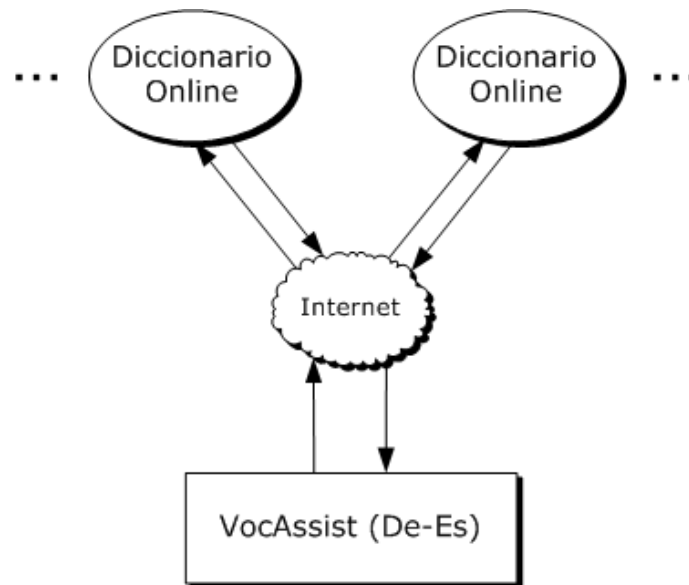 ... Diccionario Online
Diccionario Online ...
Internet
VocAssist (De-Es)